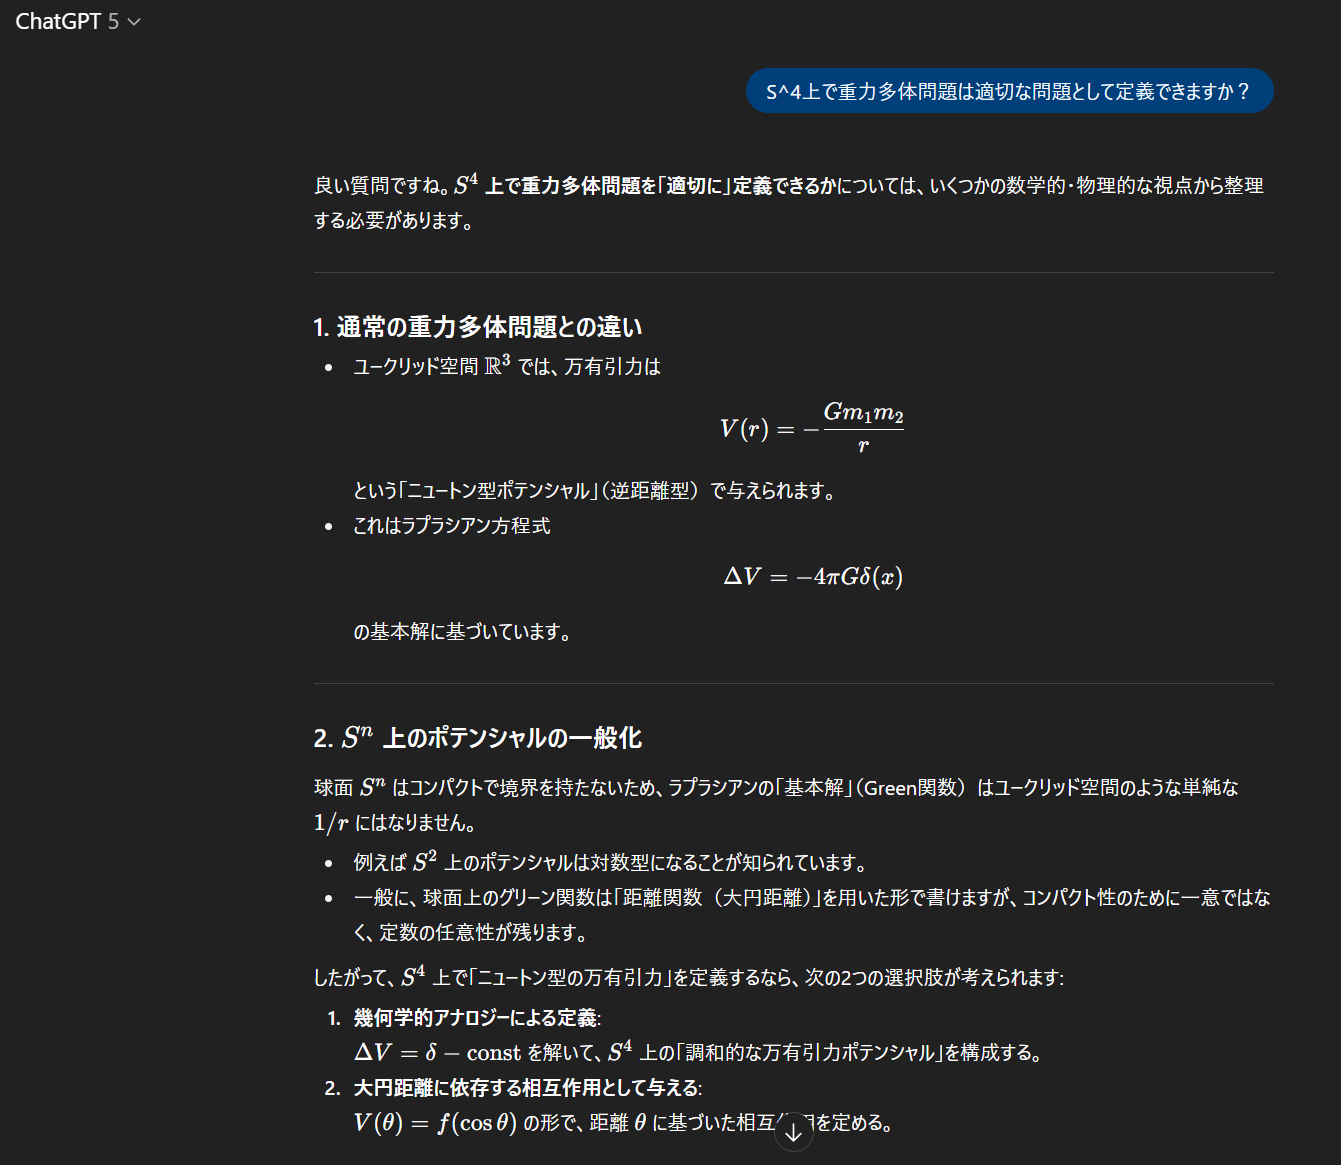 ChatGPT 5
S^4上で重力多体問題は適切な問題として定義できますか？
良い質問ですね。S⁴ 上で重力多体問題を「適切に」定義できるかについては、いくつかの数学的・物理的な視点から整理
する必要があります。
1. 通常の重力多体問題との違い
• ユークリッド空間 ℝ³ では、万有引力は
V(r) = −Gm₁m₂/r
という「ニュートン型ポテンシャル」（逆距離型）で与えられます。
• これはラプラシアン方程式
ΔV = −4πGδ(x)
の基本解に基づいています。
2. Sⁿ 上のポテンシャルの一般化
球面 Sⁿ はコンパクトで境界を持たないため、ラプラシアンの「基本解」（Green関数）はユークリッド空間のような単純な
1/r にはなりません。
• 例えば S² 上のポテンシャルは対数型になることが知られています。
• 一般に、球面上のグリーン関数は「距離関数（大円距離）」を用いた形で書けますが、コンパクト性のために一意ではな
く、定数の任意性が残ります。
したがって、S⁴ 上で「ニュートン型の万有引力」を定義するなら、次の2つの選択肢が考えられます:
1. 幾何学的アナロジーによる定義:
ΔV = δ − const を解いて、S⁴ 上の「調和的な万有引力ポテンシャル」を構成する。
2. 大円距離に依存する相互作用として与える:
V(θ) = f(cos θ) の形で、距離 θ に基づいた相互を定める。